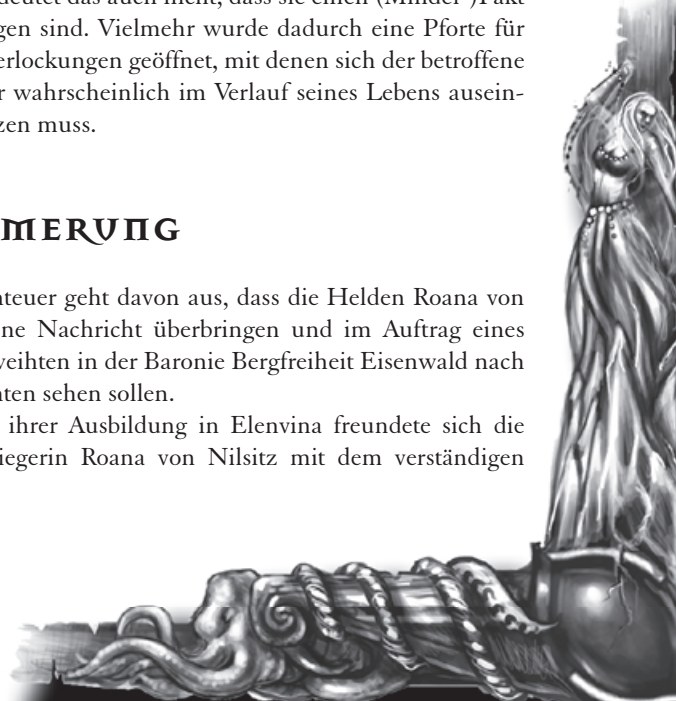 das auch nicht, dass sie einen (Minder-)Pakt
gen sind. Vielmehr wurde dadurch eine Pforte für
erlockungen geöffnet, mit denen sich der betroffene
r wahrscheinlich im Verlauf seines Lebens ausein-
zen muss.
MERUNG
nteuer geht davon aus, dass die Helden Roana von
ne Nachricht überbringen und im Auftrag eines
weihten in der Baronie Bergfreiheit Eisenwald nach
nten sehen sollen.
ihrer Ausbildung in Elenvina freundete sich die
iegerin Roana von Nilsitz mit dem verständigen